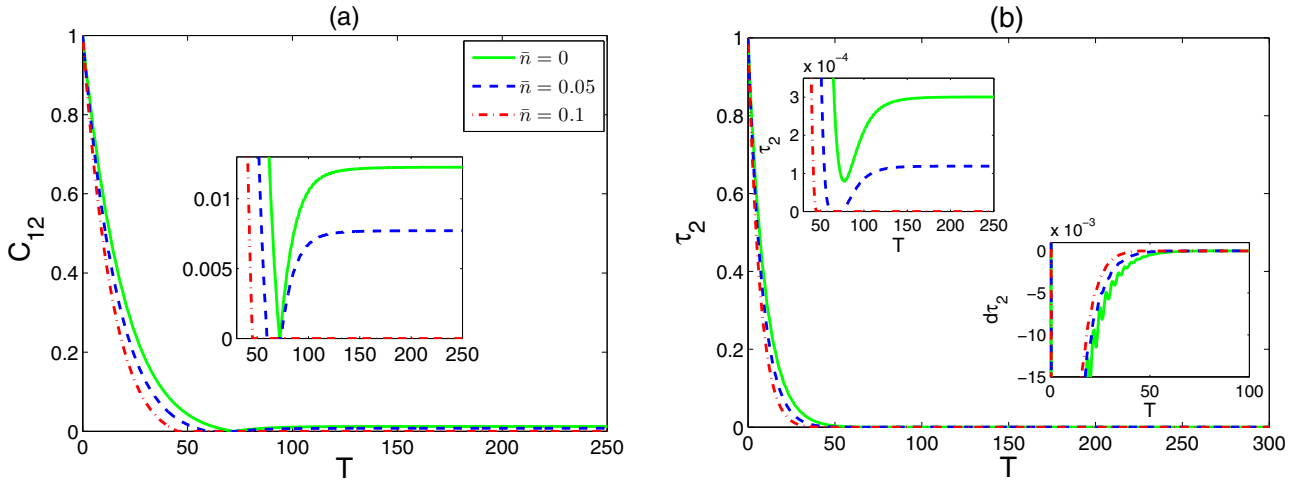 (a)
1
0.8
0.6
0.4
0.2
0
C12
n̄ = 0
n̄ = 0.05
n̄ = 0.1
0.01
0.005
0
50 100 150 200 250
0 50 100 150 200 250
T
(b)
1
0.8
0.6
0.4
0.2
0
τ2
x 10⁻⁴
3
2
1
0
τ2
50 100 150 200 250
T
x 10⁻³
0
−5
−10
−15
dτ2
0 50 100
T
0 50 100 150 200 250 300
T